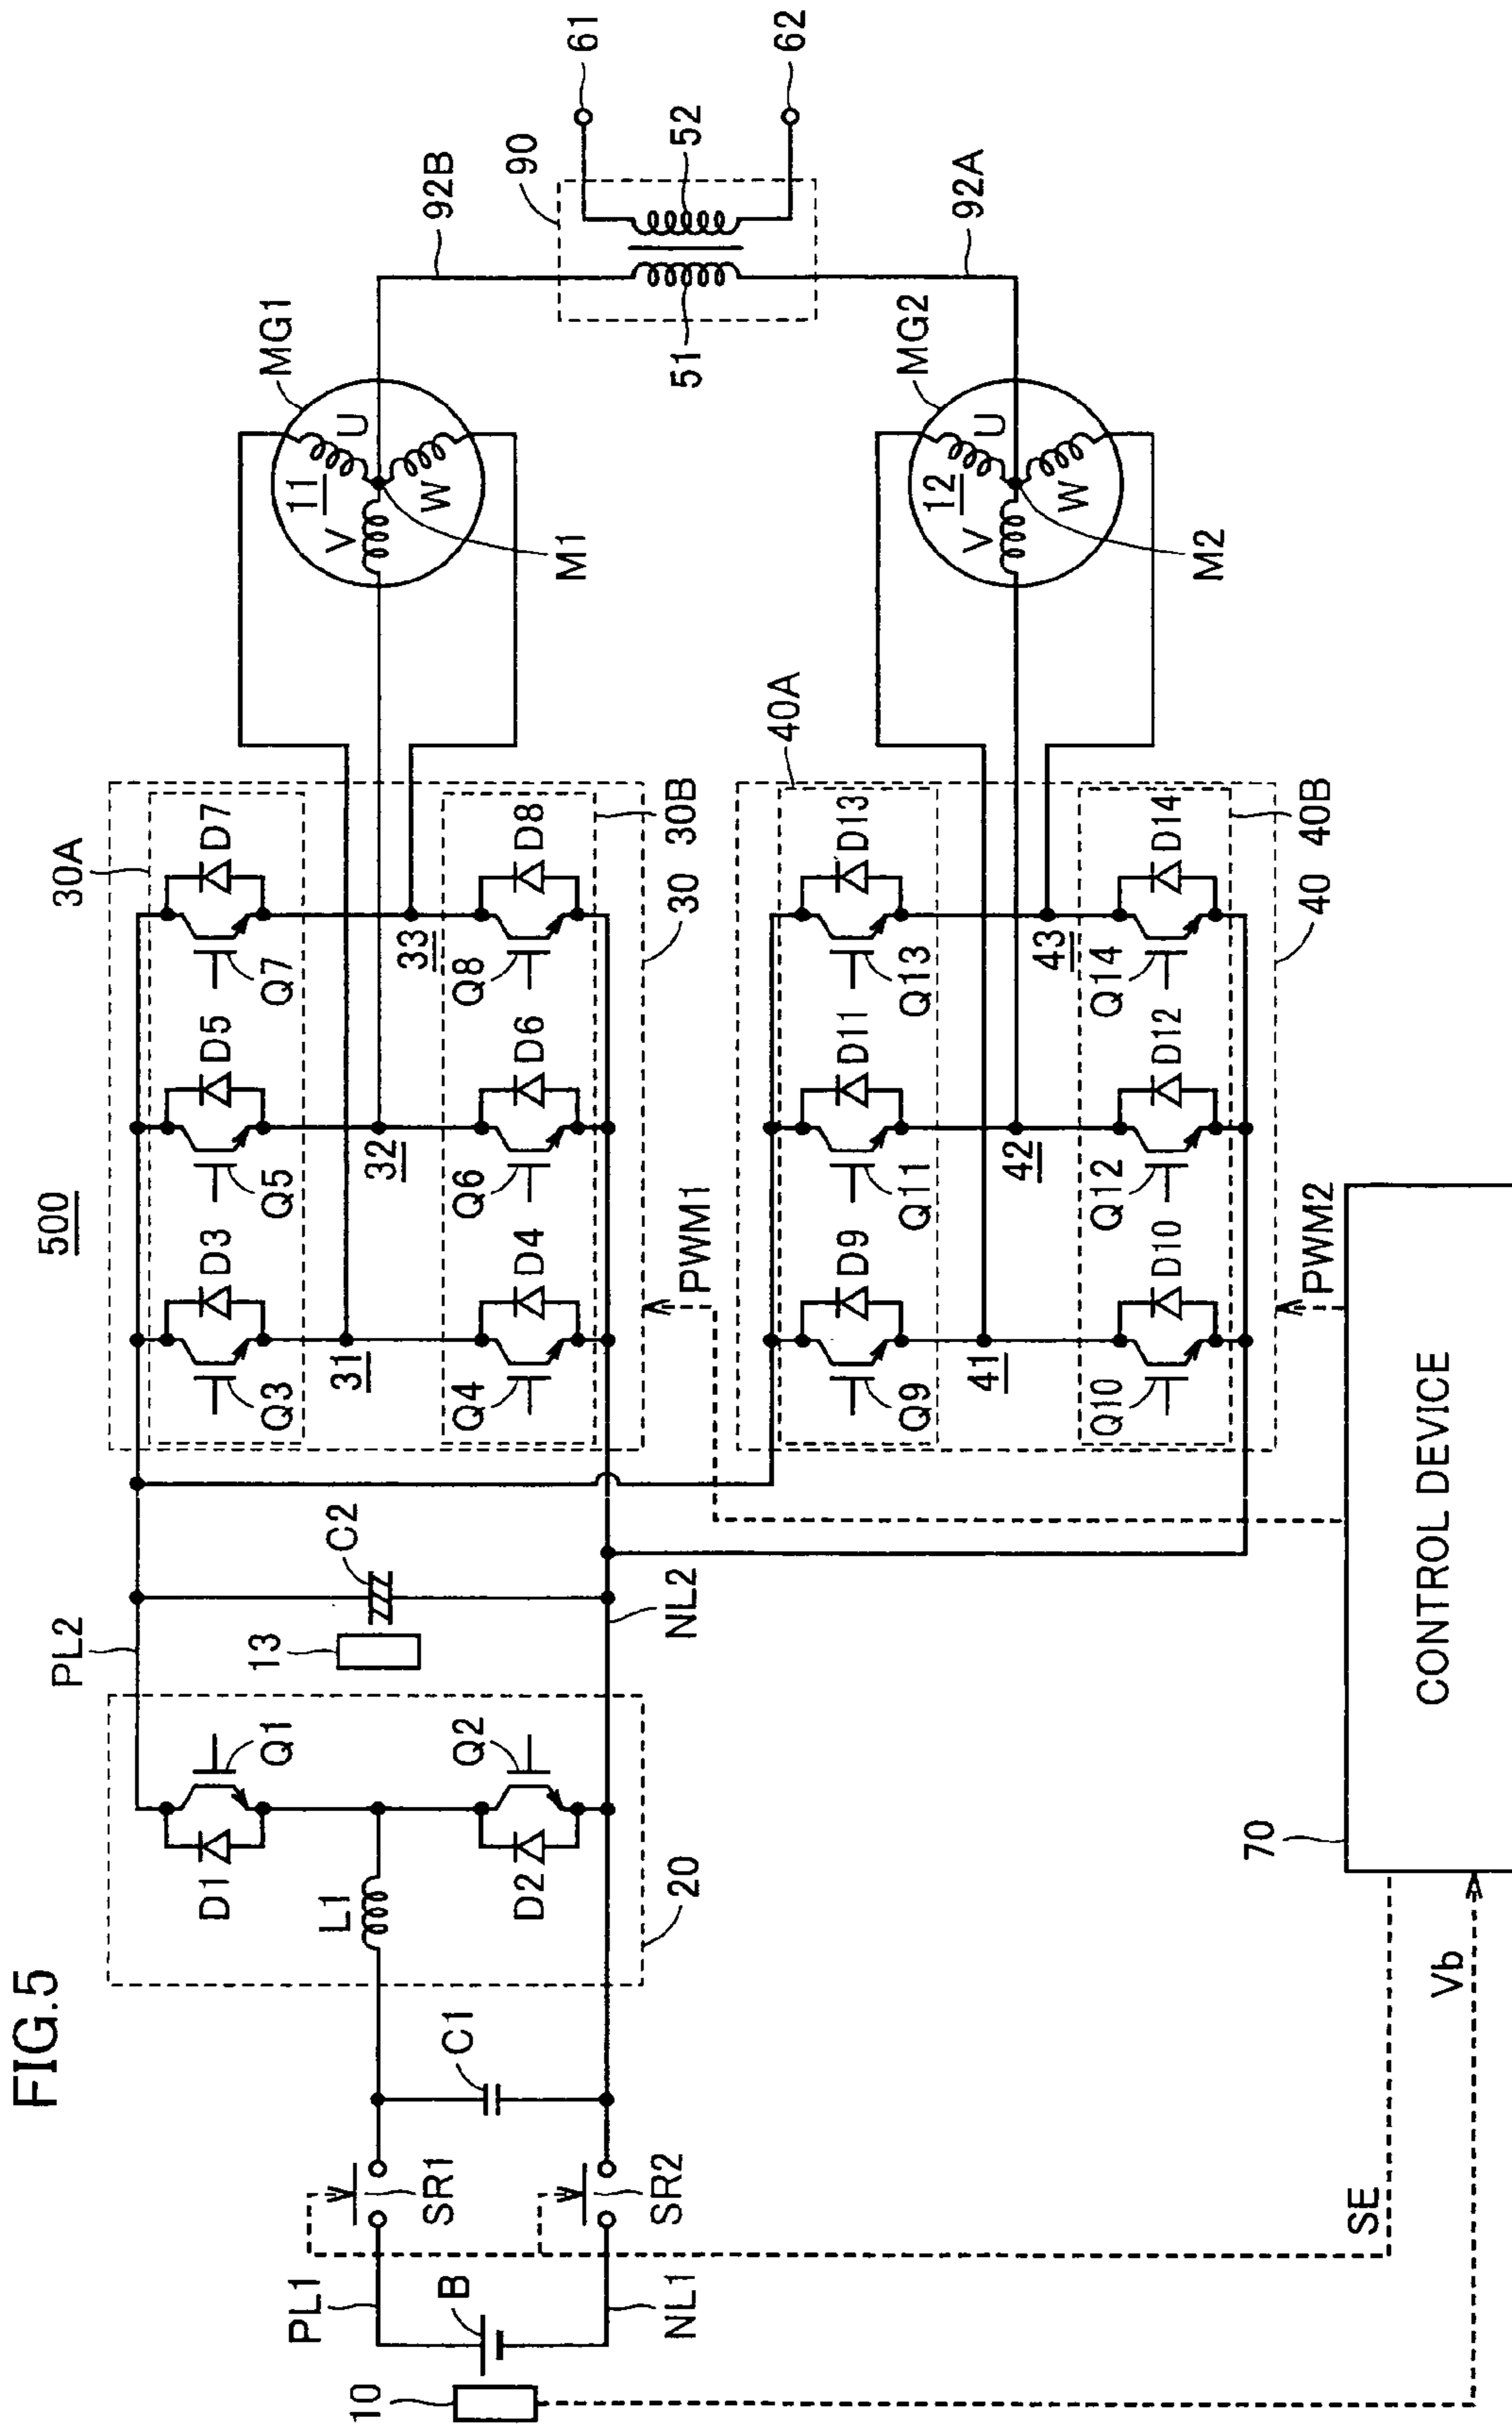 FIG.5
500
PL2
30A
D1
Q1
Q3
D3
Q5
D5
Q7
D7
PL1
SR1
L1
13
C2
31
32
33
MG1
11
U
V
W
M1
92B
10
B
C1
D2
Q2
Q4
D4
Q6
D6
Q8
D8
NL1
SR2
20
NL2
PWM1
30
30B
90
61
51
52
62
40A
Q9
D9
Q11
D11
Q13
D13
41
42
43
MG2
12
U
V
W
M2
92A
Q10
D10
Q12
D12
Q14
D14
70
PWM2
40
40B
SE
Vb
CONTROL DEVICE